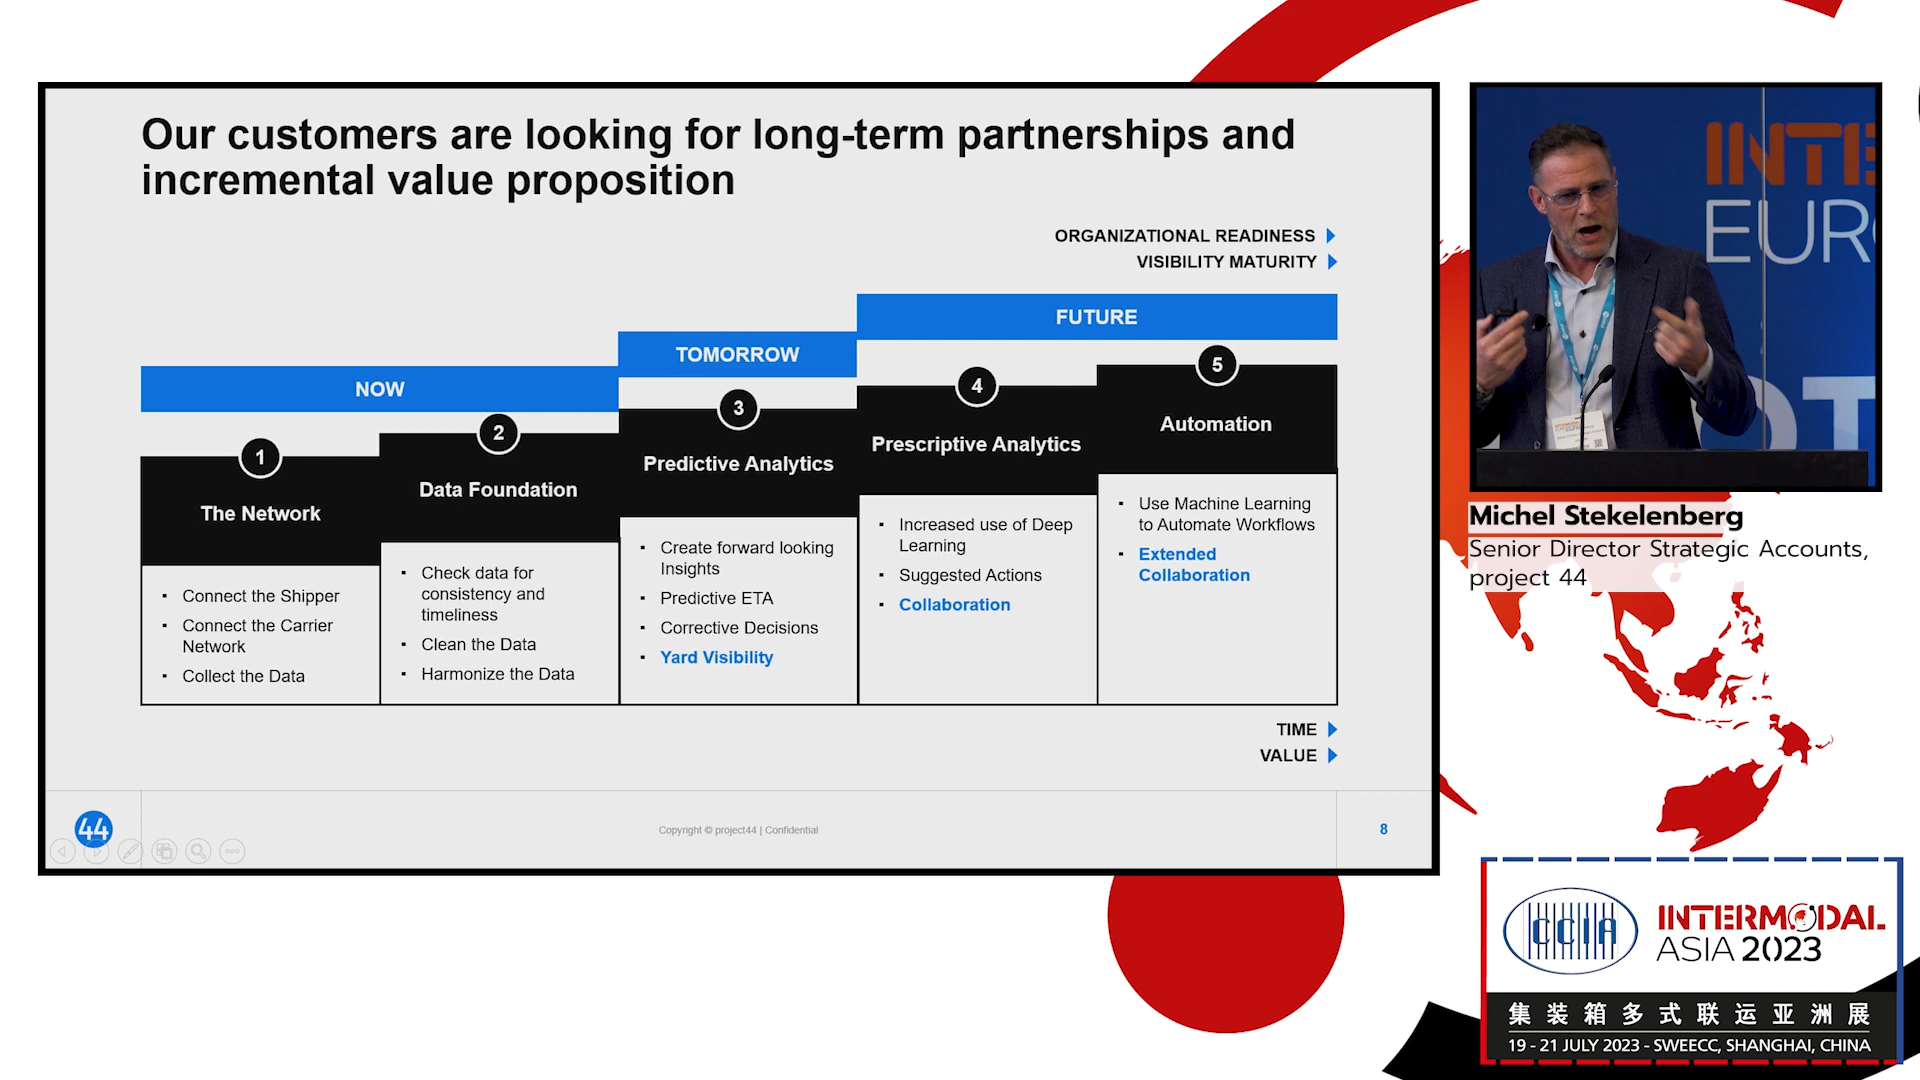 Our customers are looking for long-term partnerships and
incremental value proposition
ORGANIZATIONAL READINESS
VISIBILITY MATURITY
NOW
TOMORROW
FUTURE
1
The Network
Connect the Shipper
Connect the Carrier
Network
Collect the Data
2
Data Foundation
Check data for
consistency and
timeliness
Clean the Data
Harmonize the Data
3
Predictive Analytics
Create forward looking
Insights
Predictive ETA
Corrective Decisions
Yard Visibility
4
Prescriptive Analytics
Increased use of Deep
Learning
Suggested Actions
Collaboration
5
Automation
Use Machine Learning
to Automate Workflows
Extended
Collaboration
TIME
VALUE
44
Copyright © project44 | Confidential
8
INTE
EURO
OT
Michel Stekelenberg
Senior Director Strategic Accounts,
project 44
CCIA
INTERMODAL
ASIA 2023
集装箱多式联运亚洲展
19 - 21 JULY 2023 - SWEECC, SHANGHAI, CHINA